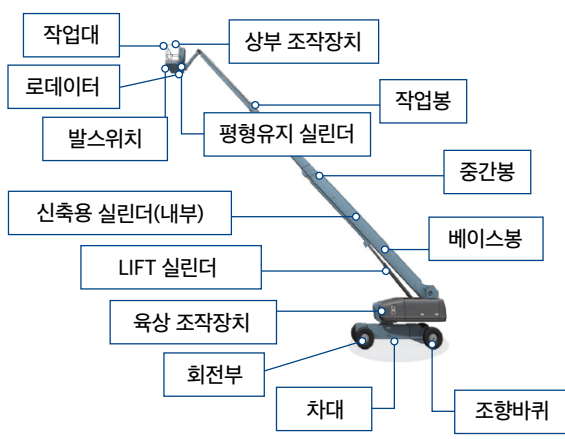 작업대
상부 조작장치
로데이터
작업봉
발스위치
평형유지 실린더
중간봉
신축용 실린더(내부)
베이스봉
LIFT 실린더
육상 조작장치
회전부
차대
조향바퀴